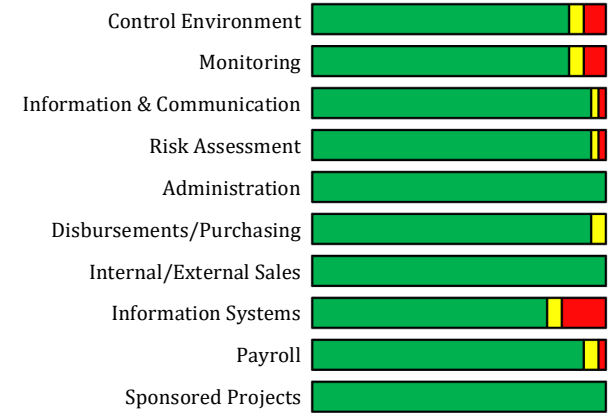 Control Environment
Monitoring
Information & Communication
Risk Assessment
Administration
Disbursements/Purchasing
Internal/External Sales
Information Systems
Payroll
Sponsored Projects